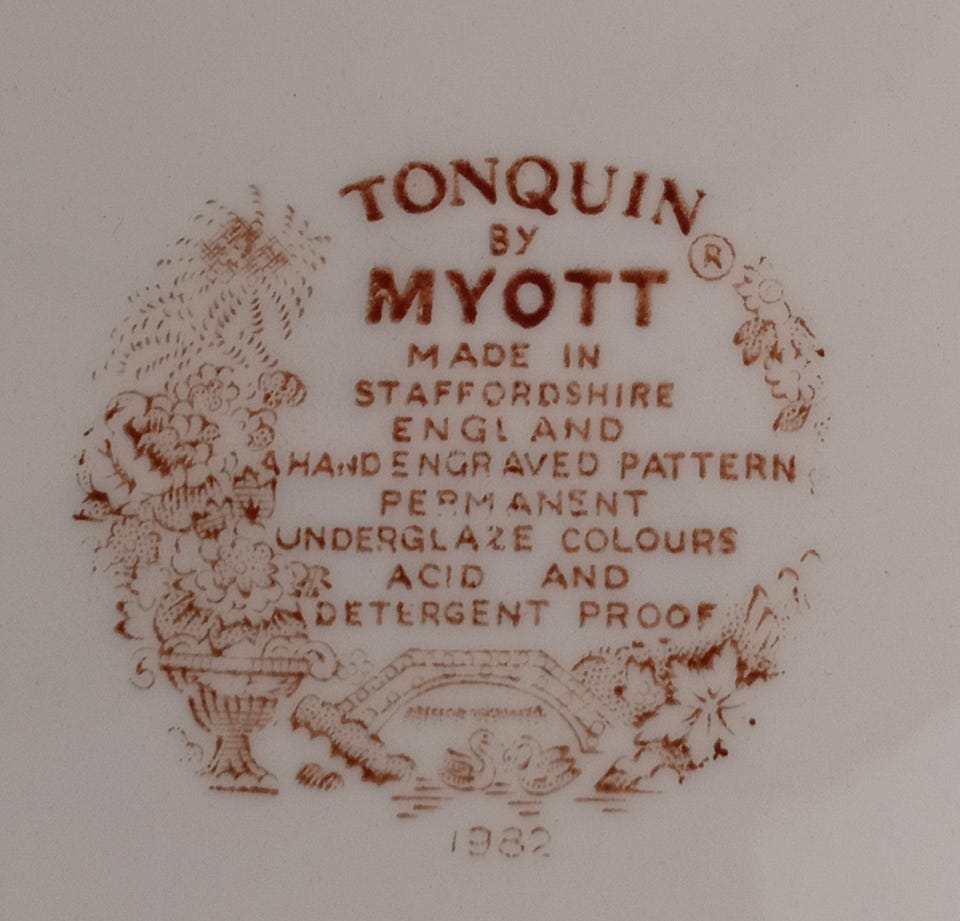 TONQUIN
®
BY
MYOTT
MADE IN
STAFFORDSHIRE
ENGLAND
A HAND ENGRAVED PATTERN
PERMANENT
UNDERGLAZE COLOURS
ACID AND
DETERGENT PROOF
1982